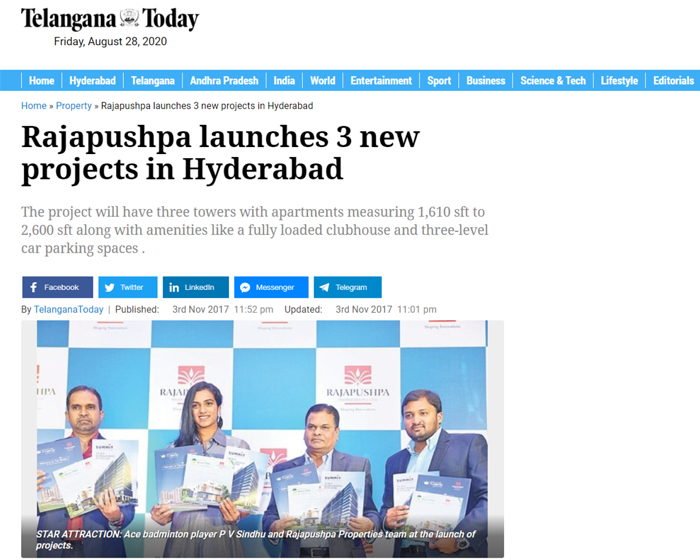 Telangana Today
Friday, August 28, 2020
Home Hyderabad Telangana Andhra Pradesh India World Entertainment Sport Business Science & Tech Lifestyle Editorials
Home » Property » Rajapushpa launches 3 new projects in Hyderabad
Rajapushpa launches 3 new
projects in Hyderabad
The project will have three towers with apartments measuring 1,610 sft to
2,600 sft along with amenities like a fully loaded clubhouse and three-level
car parking spaces .
Facebook Twitter LinkedIn Messenger Telegram
By TelanganaToday | Published: 3rd Nov 2017 11:52 pm Updated: 3rd Nov 2017 11:01 pm
RAJAPUSHPA
SUMMIT
STAR ATTRACTION: Ace badminton player P V Sindhu and Rajapushpa Properties team at the launch of
projects.